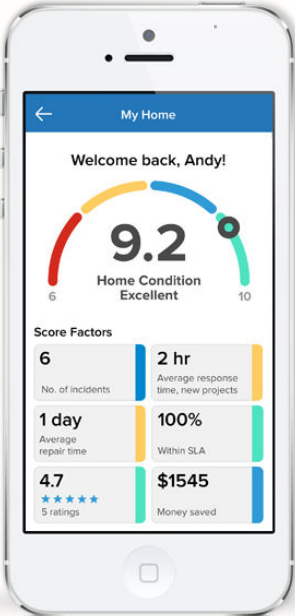 My Home
Welcome back, Andy!
9.2
Home Condition
Excellent
6
10
Score Factors
6
No. of incidents
2 hr
Average response
time, new projects
1 day
Average
repair time
100%
Within SLA
4.7
5 ratings
$1545
Money saved